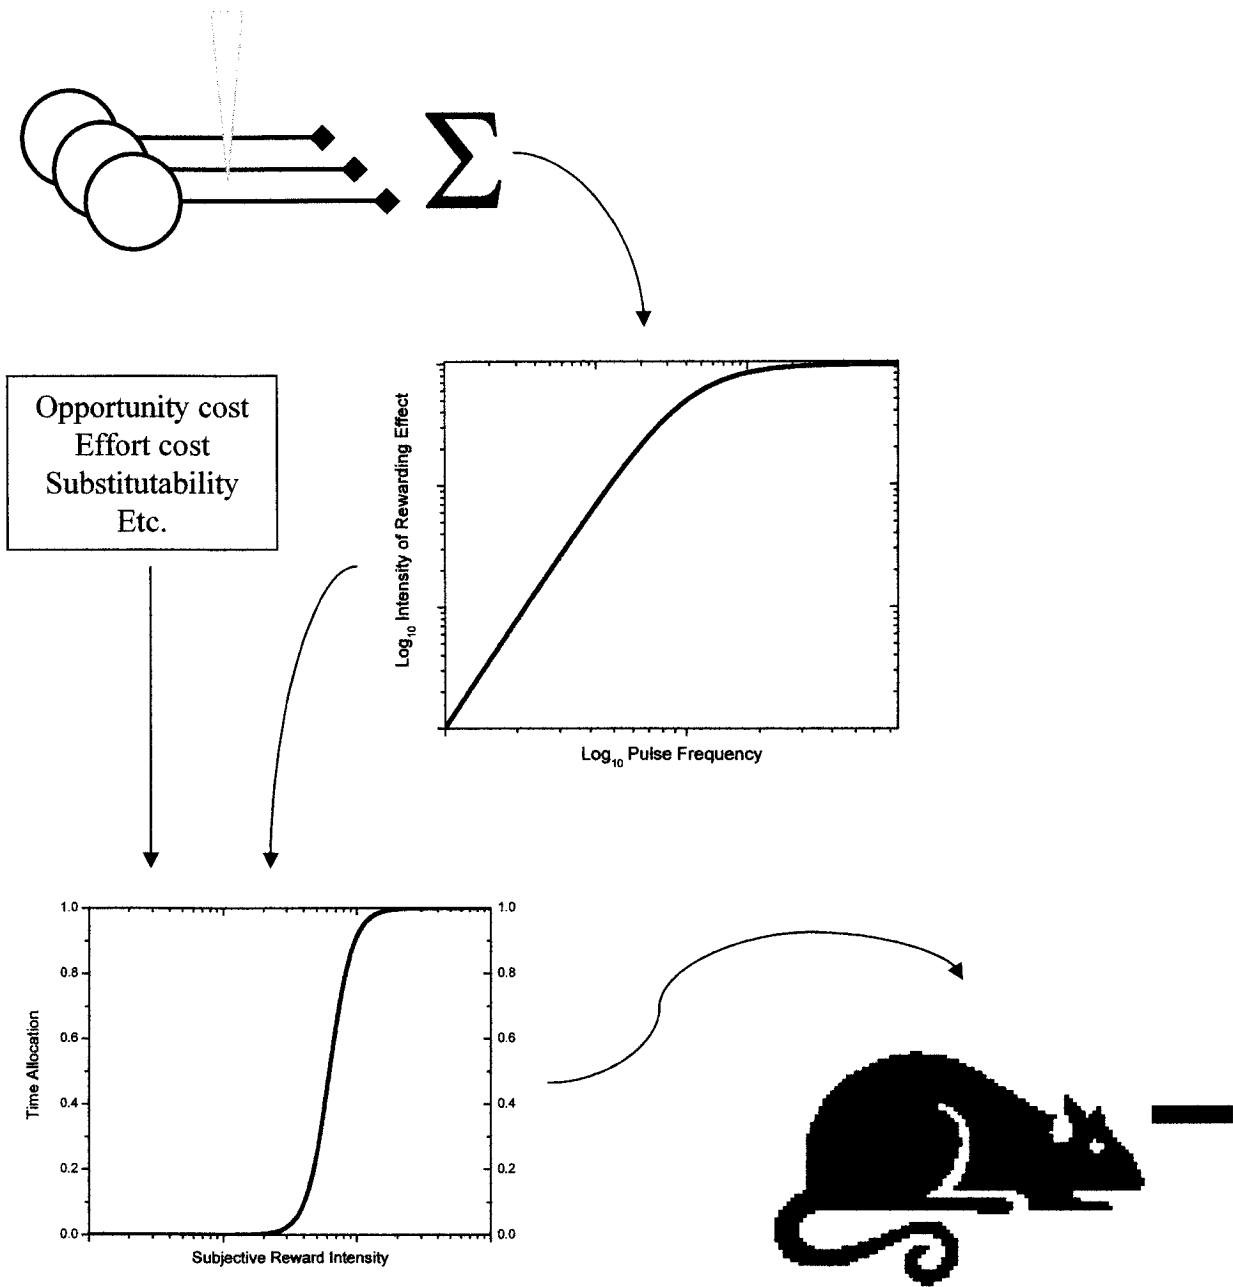 Σ
Opportunity cost
Effort cost
Substitutability
Etc.
Log₁₀ Intensity of Rewarding Effect
Log₁₀ Pulse Frequency
Time Allocation
1.0
0.8
0.6
0.4
0.2
0.0
1.0
0.8
0.6
0.4
0.2
0.0
Subjective Reward Intensity